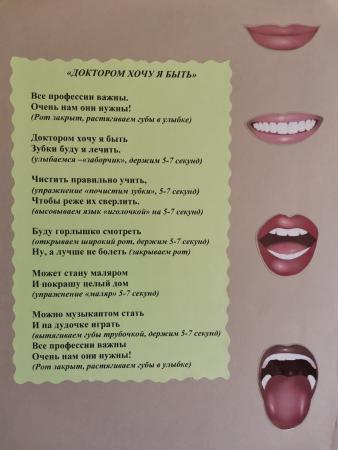 «ДОКТОРОМ ХОЧУ Я БЫТЬ»
Все профессии важны.
Очень нам они нужны!
(Рот закрыт, растягиваем губы в улыбке)
Доктором хочу я быть
Зубки буду я лечить.
(улыбаемся –«заборчик», держим 5-7 секунд)
Чистить правильно учить,
(упражнение «почистим зубки», 5-7 секунд)
Чтобы реже их сверлить.
(высовываем язык «иголочкой» на 5-7 секунд)
Буду горлышко смотреть
(открываем широкий рот, держим 5-7 секунд)
Ну, а лучше не болеть (закрываем рот)
Может стану маляром
И покрашу целый дом
(упражнение «маляр» 5-7 секунд)
Можно музыкантом стать
И на дудочке играть
(вытягиваем губы трубочкой, держим 5-7 секунд)
Все профессии важны
Очень нам они нужны!
(Рот закрыт, растягиваем губы в улыбке)